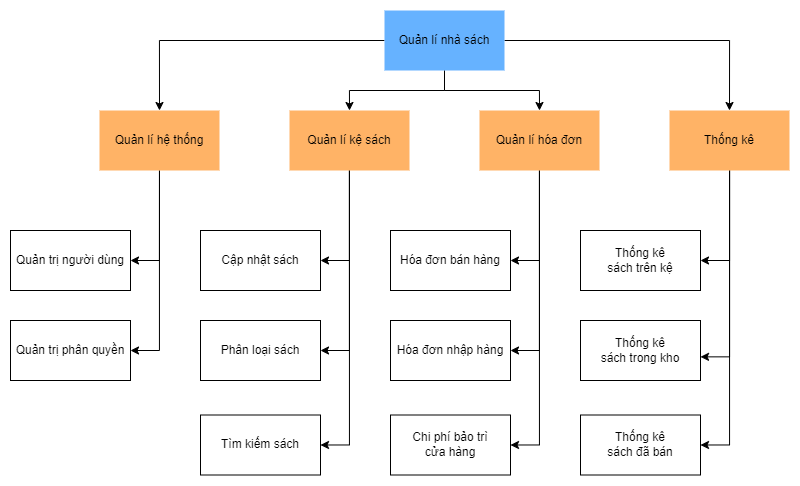 Quản lí nhà sách
Quản lí hệ thống
Quản lí kệ sách
Quản lí hóa đơn
Thống kê
Quản trị người dùng
Cập nhật sách
Hóa đơn bán hàng
Thống kê
sách trên kệ
Quản trị phân quyền
Phân loại sách
Hóa đơn nhập hàng
Thống kê
sách trong kho
Tìm kiếm sách
Chi phí bảo trì
cửa hàng
Thống kê
sách đã bán